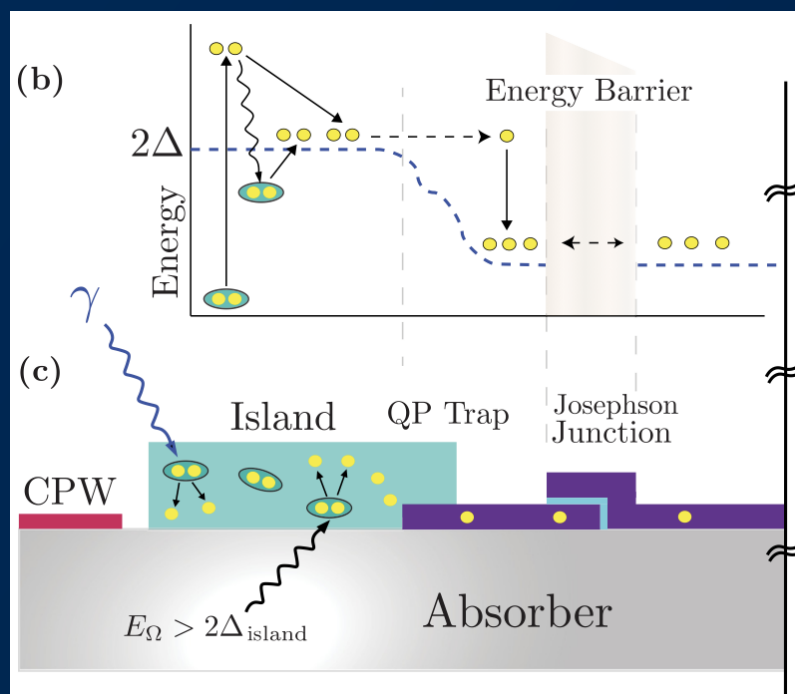 (b)
Energy Barrier
2Δ
Energy
γ
(c)
Island
QP Trap
Josephson
Junction
CPW
E_Ω > 2Δ_island
Absorber